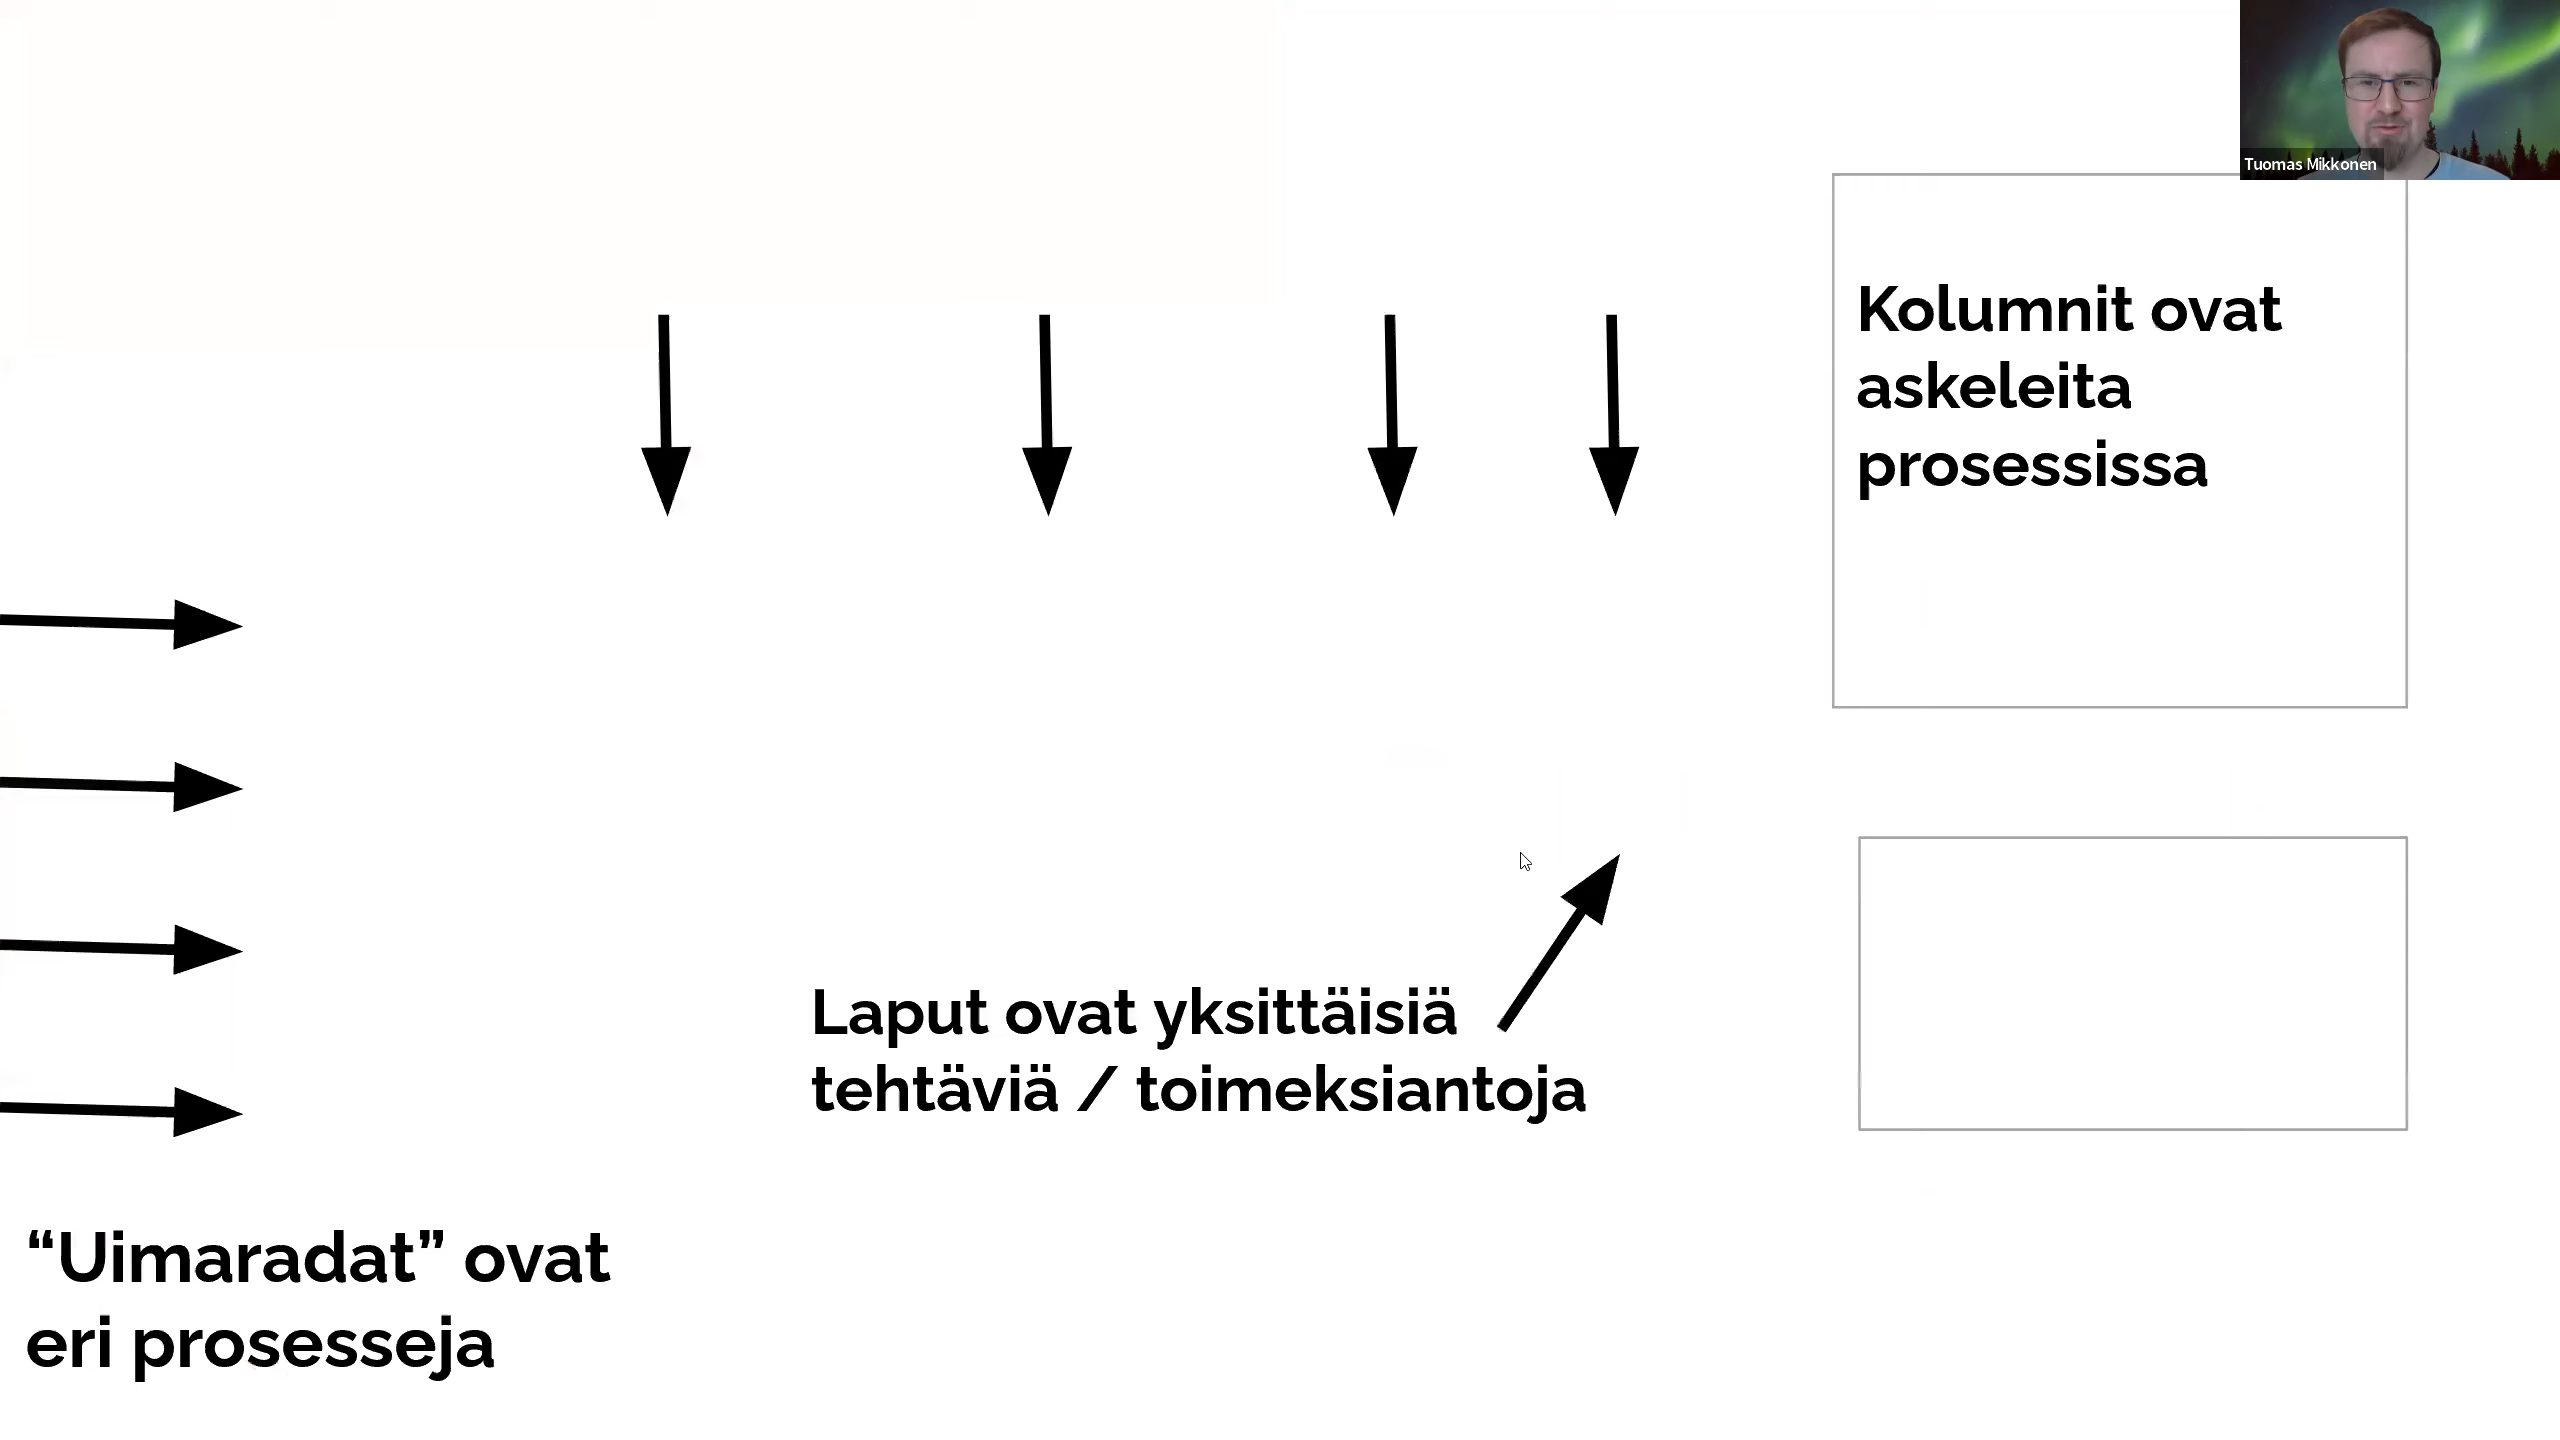 Tuomas Mikkonen
Kolumnit ovat
askeleita
prosessissa
Laput ovat yksittäisiä
tehtäviä / toimeksiantoja
“Uimaradat” ovat
eri prosesseja